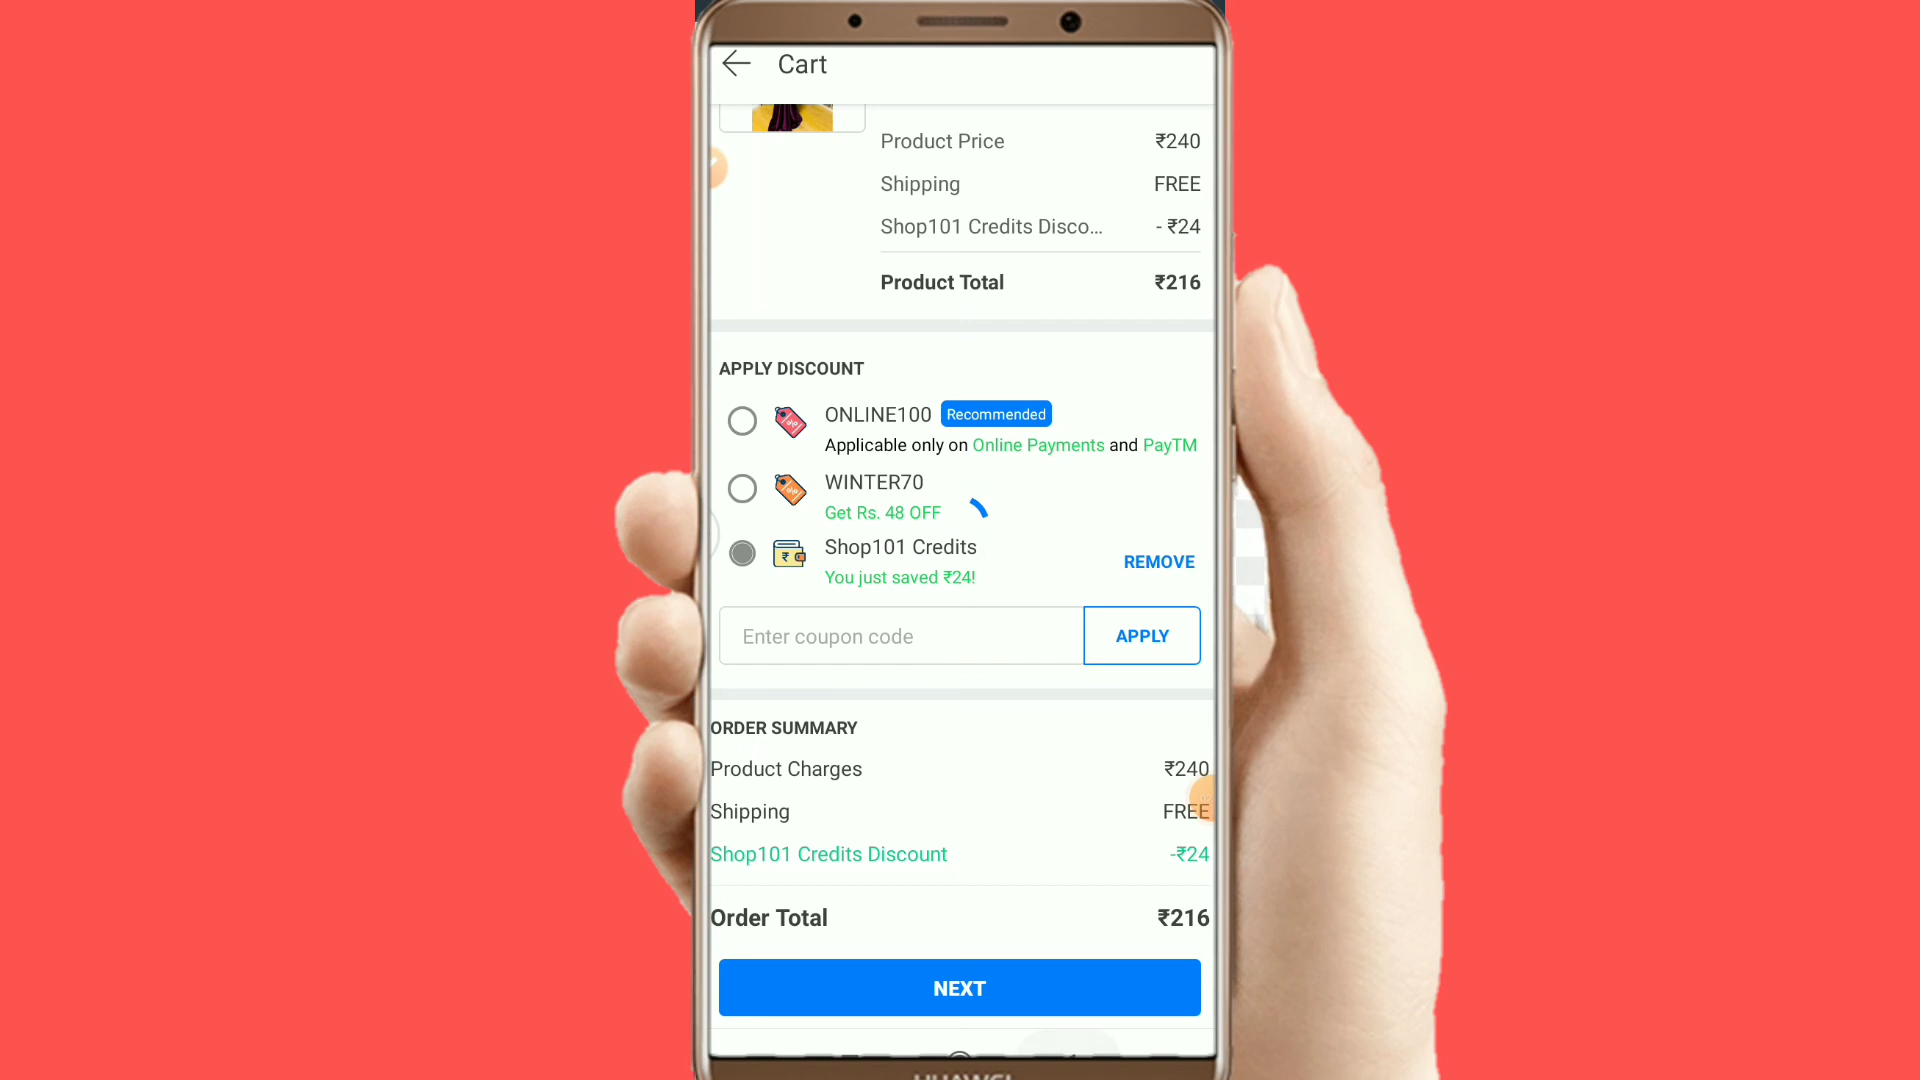 Cart
Product Price ₹240
Shipping FREE
Shop101 Credits Disco... - ₹24
Product Total ₹216
APPLY DISCOUNT
ONLINE100 Recommended
Applicable only on Online Payments and PayTM
WINTER70
Get Rs. 48 OFF
Shop101 Credits
You just saved ₹24!
REMOVE
Enter coupon code APPLY
ORDER SUMMARY
Product Charges ₹240
Shipping FREE
Shop101 Credits Discount -₹24
Order Total ₹216
NEXT
HUAWEI